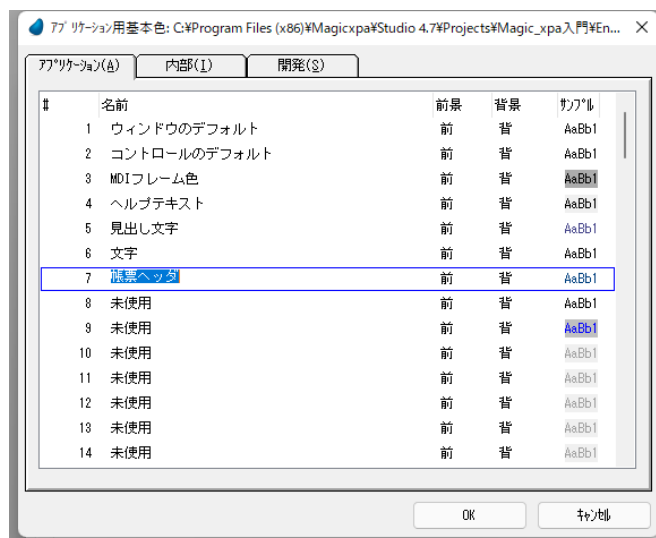 ｱﾌﾟﾘｹｰｼｮﾝ用基本色: C:¥Program Files (x86)¥Magicxpa¥Studio 4.7¥Projects¥Magic_xpa入門¥En...
ｱﾌﾟﾘｹｰｼｮﾝ(A) 内部(I) 開発(S)
# 名前 前景 背景 ｻﾝﾌﾟﾙ
1 ウィンドウのデフォルト 前 背 AaBb1
2 コントロールのデフォルト 前 背 AaBb1
3 MDIフレーム色 前 背 AaBb1
4 ヘルプテキスト 前 背 AaBb1
5 見出し文字 前 背 AaBb1
6 文字 前 背 AaBb1
7 帳票ヘッダ 前 背 AaBb1
8 未使用 前 背 AaBb1
9 未使用 前 背 AaBb1
10 未使用 前 背 AaBb1
11 未使用 前 背 AaBb1
12 未使用 前 背 AaBb1
13 未使用 前 背 AaBb1
14 未使用 前 背 AaBb1
OK ｷｬﾝｾﾙ